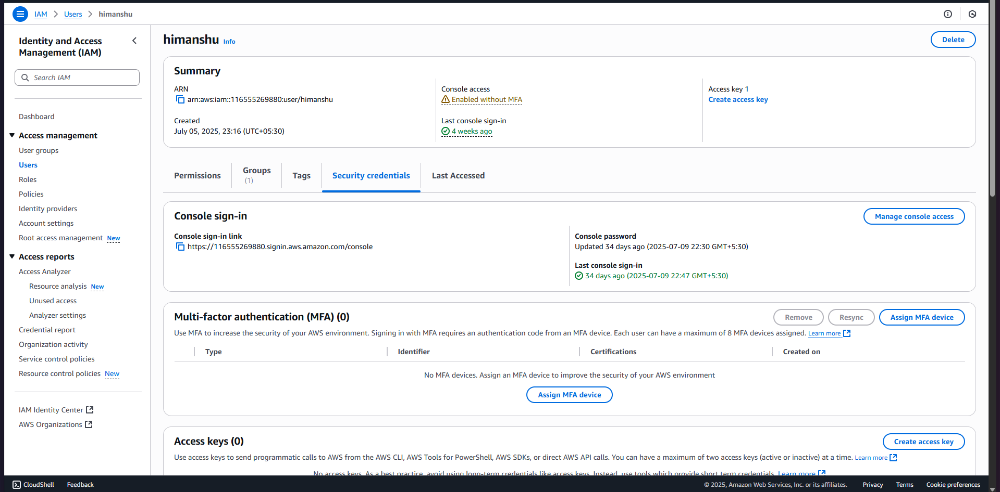 IAM > Users > himanshu
Identity and Access
Management (IAM)
Search IAM
Dashboard
Access management
User groups
Users
Roles
Policies
Identity providers
Account settings
Root access management New
Access reports
Access Analyzer
Resource analysis New
Unused access
Analyzer settings
Credential report
Organization activity
Service control policies
Resource control policies New
IAM Identity Center
AWS Organizations
himanshu Info
Delete
Summary
ARN
arn:aws:iam::116555269880:user/himanshu
Created
July 05, 2025, 23:16 (UTC+05:30)
Console access
Enabled without MFA
Last console sign-in
4 weeks ago
Access key 1
Create access key
Permissions
Groups
(1)
Tags
Security credentials
Last Accessed
Console sign-in
Manage console access
Console sign-in link
https://116555269880.signin.aws.amazon.com/console
Console password
Updated 34 days ago (2025-07-09 22:30 GMT+5:30)
Last console sign-in
34 days ago (2025-07-09 22:47 GMT+5:30)
Multi-factor authentication (MFA) (0)
Remove
Resync
Assign MFA device
Use MFA to increase the security of your AWS environment. Signing in with MFA requires an authentication code from an MFA device. Each user can have a maximum of 8 MFA devices assigned. Learn more
Type
Identifier
Certifications
Created on
No MFA devices. Assign an MFA device to improve the security of your AWS environment
Assign MFA device
Access keys (0)
Create access key
Use access keys to send programmatic calls to AWS from the AWS CLI, AWS Tools for PowerShell, AWS SDKs, or direct AWS API calls. You can have a maximum of two access keys (active or inactive) at a time. Learn more
No access keys. As a best practice, avoid using long-term credentials like access keys. Instead, use tools which provide short term credentials. Learn more
CloudShell
Feedback
© 2025, Amazon Web Services, Inc. or its affiliates.
Privacy
Terms
Cookie preferences